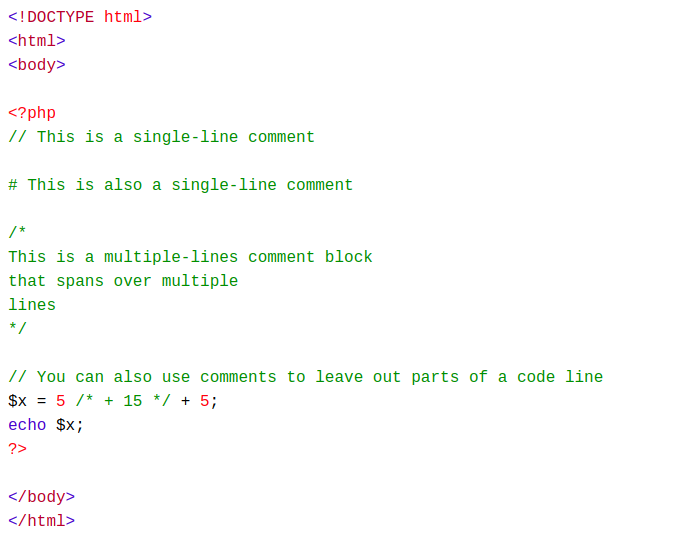 <!DOCTYPE html>
<html>
<body>

<?php
// This is a single-line comment

# This is also a single-line comment

/*
This is a multiple-lines comment block
that spans over multiple
lines
*/

// You can also use comments to leave out parts of a code line
$x = 5 /* + 15 */ + 5;
echo $x;
?>

</body>
</html>